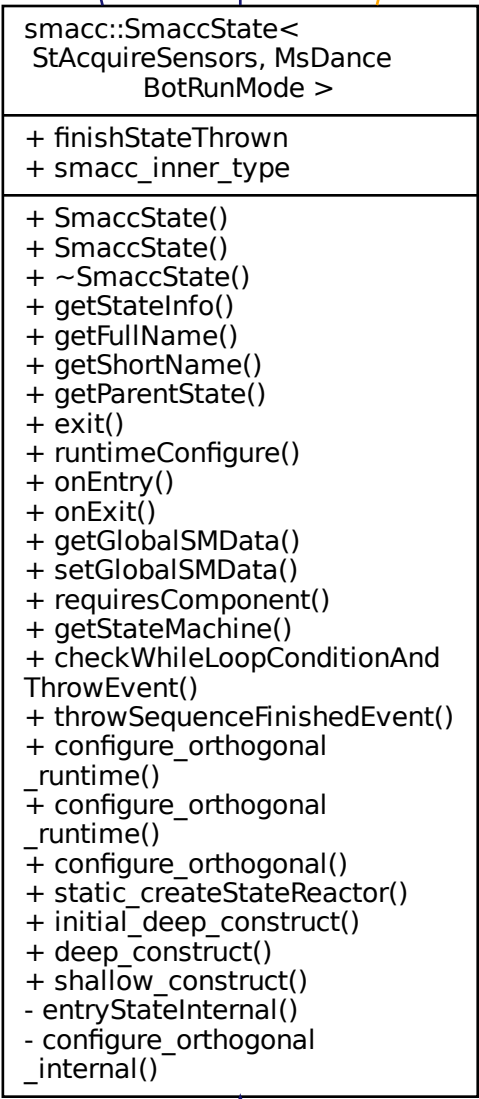 smacc::SmaccState<
StAcquireSensors, MsDance
BotRunMode >
+ finishStateThrown
+ smacc_inner_type
+ SmaccState()
+ SmaccState()
+ ~SmaccState()
+ getStateInfo()
+ getFullName()
+ getShortName()
+ getParentState()
+ exit()
+ runtimeConfigure()
+ onEntry()
+ onExit()
+ getGlobalSMData()
+ setGlobalSMData()
+ requiresComponent()
+ getStateMachine()
+ checkWhileLoopConditionAnd
ThrowEvent()
+ throwSequenceFinishedEvent()
+ configure_orthogonal
_runtime()
+ configure_orthogonal
_runtime()
+ configure_orthogonal()
+ static_createStateReactor()
+ initial_deep_construct()
+ deep_construct()
+ shallow_construct()
- entryStateInternal()
- configure_orthogonal
_internal()